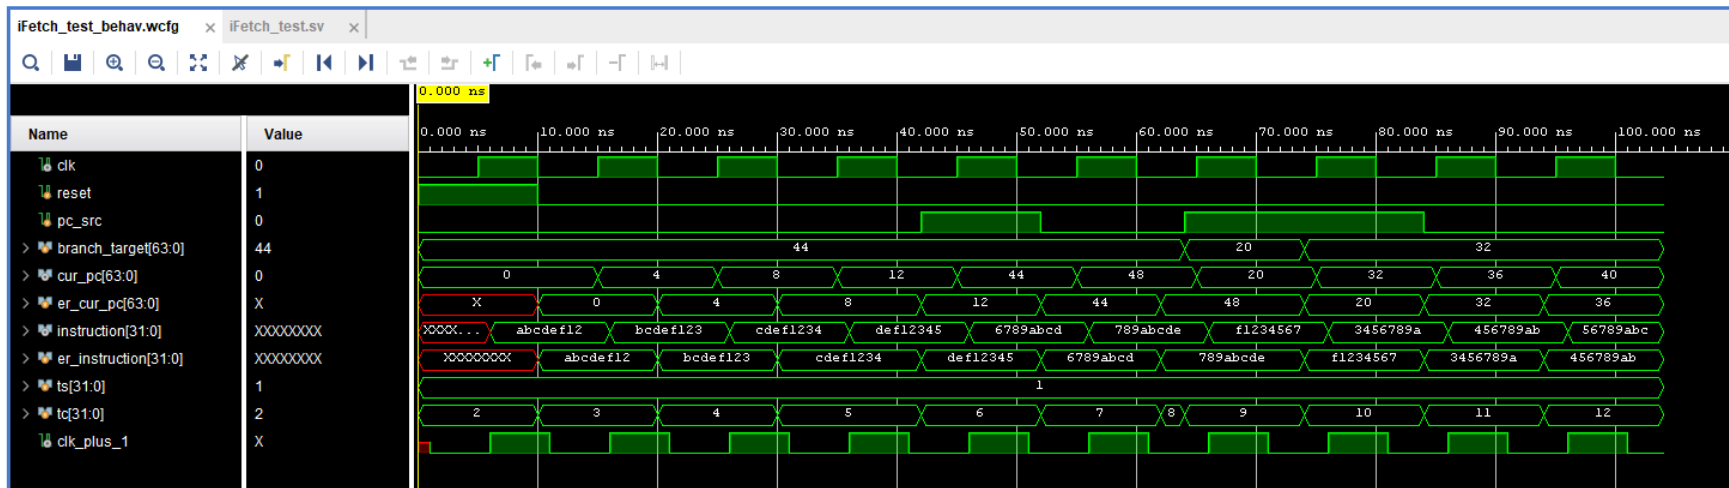 iFetch_test_behav.wcfg × iFetch_test.sv ×
0.000 ns
Name Value 0.000 ns 10.000 ns 20.000 ns 30.000 ns 40.000 ns 50.000 ns 60.000 ns 70.000 ns 80.000 ns 90.000 ns 100.000 ns
clk 0
reset 1
pc_src 0
branch_target[63:0] 44 44 20 32
cur_pc[63:0] 0 0 4 8 12 44 48 20 32 36 40
er_cur_pc[63:0] X X 0 4 8 12 44 48 20 32 36
instruction[31:0] XXXXXXXX XXXX... abcdef12 bcdef123 cdef1234 def12345 6789abcd 789abcde f1234567 3456789a 456789ab 56789abc
er_instruction[31:0] XXXXXXXX XXXXXXXX abcdef12 bcdef123 cdef1234 def12345 6789abcd 789abcde f1234567 3456789a 456789ab
ts[31:0] 1 1
tc[31:0] 2 2 3 4 5 6 7 8 9 10 11 12
clk_plus_1 X